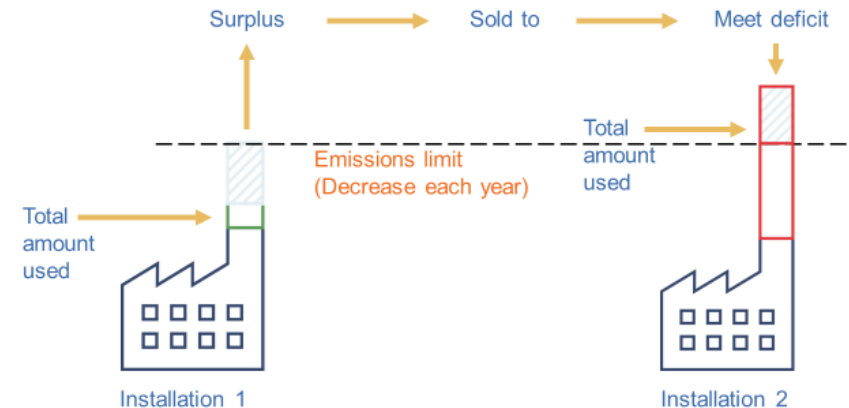 Surplus
Sold to
Meet deficit
Total
amount
used
Emissions limit
(Decrease each year)
Total
amount
used
Installation 1
Installation 2